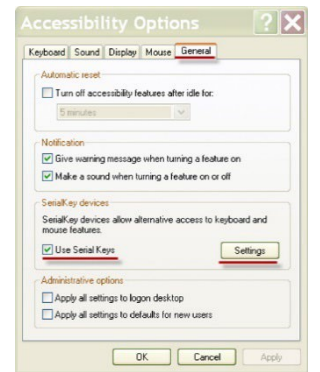 Accessibility Options
Keyboard Sound Display Mouse General
Automatic reset
Turn off accessibility features after idle for:
5 minutes
Notification
Give warning message when turning a feature on
Make a sound when turning a feature on or off
SerialKey devices
SerialKey devices allow alternative access to keyboard and
mouse features.
Use Serial Keys Settings
Administrative options
Apply all settings to logon desktop
Apply all settings to defaults for new users
OK Cancel Apply